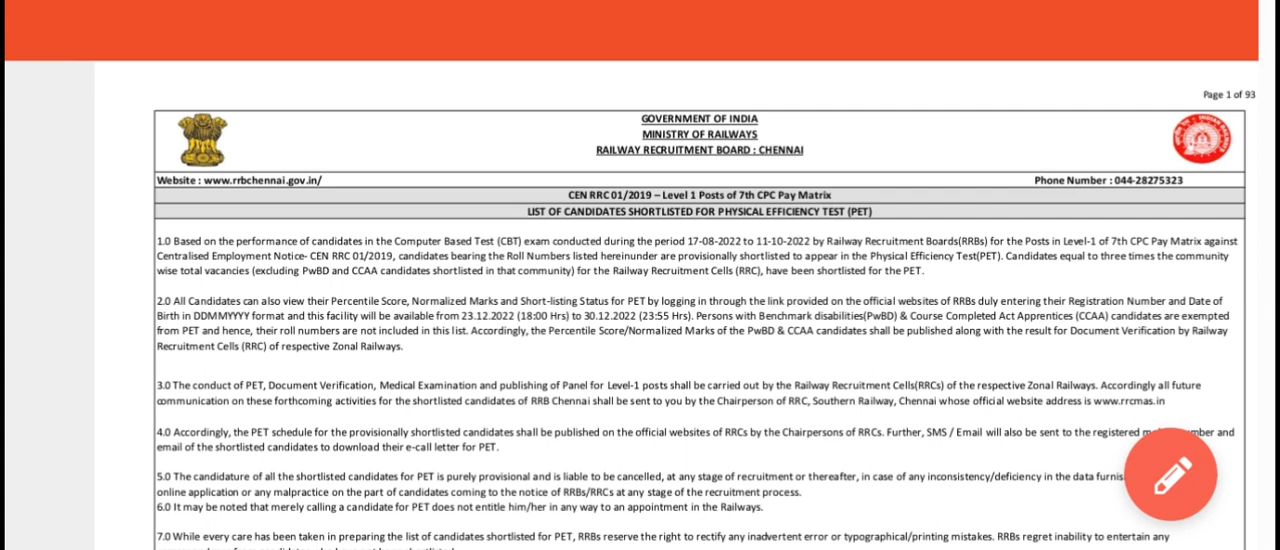 Page 1 of 93
GOVERNMENT OF INDIA
MINISTRY OF RAILWAYS
RAILWAY RECRUITMENT BOARD : CHENNAI
Website : www.rrbchennai.gov.in/ Phone Number : 044-28275323
CEN RRC 01/2019 – Level 1 Posts of 7th CPC Pay Matrix
LIST OF CANDIDATES SHORTLISTED FOR PHYSICAL EFFICIENCY TEST (PET)
1.0 Based on the performance of candidates in the Computer Based Test (CBT) exam conducted during the period 17-08-2022 to 11-10-2022 by Railway Recruitment Boards(RRBs) for the Posts in Level-1 of 7th CPC Pay Matrix against
Centralised Employment Notice- CEN RRC 01/2019, candidates bearing the Roll Numbers listed hereinunder are provisionally shortlisted to appear in the Physical Efficiency Test(PET). Candidates equal to three times the community
wise total vacancies (excluding PwBD and CCAA candidates shortlisted in that community) for the Railway Recruitment Cells (RRC), have been shortlisted for the PET.
2.0 All Candidates can also view their Percentile Score, Normalized Marks and Short-listing Status for PET by logging in through the link provided on the official websites of RRBs duly entering their Registration Number and Date of
Birth in DDMMYYYY format and this facility will be available from 23.12.2022 (18:00 Hrs) to 30.12.2022 (23:55 Hrs). Persons with Benchmark disabilities(PwBD) & Course Completed Act Apprentices (CCAA) candidates are exempted
from PET and hence, their roll numbers are not included in this list. Accordingly, the Percentile Score/Normalized Marks of the PwBD & CCAA candidates shall be published along with the result for Document Verification by Railway
Recruitment Cells (RRC) of respective Zonal Railways.
3.0 The conduct of PET, Document Verification, Medical Examination and publishing of Panel for Level-1 posts shall be carried out by the Railway Recruitment Cells(RRCs) of the respective Zonal Railways. Accordingly all future
communication on these forthcoming activities for the shortlisted candidates of RRB Chennai shall be sent to you by the Chairperson of RRC, Southern Railway, Chennai whose official website address is www.rrcmas.in
4.0 Accordingly, the PET schedule for the provisionally shortlisted candidates shall be published on the official websites of RRCs by the Chairpersons of RRCs. Further, SMS / Email will also be sent to the registered and
email of the shortlisted candidates to download their e-call letter for PET.
5.0 The candidature of all the shortlisted candidates for PET is purely provisional and is liable to be cancelled, at any stage of recruitment or thereafter, in case of any inconsistency/deficiency in the data furnis
online application or any malpractice on the part of candidates coming to the notice of RRBs/RRCs at any stage of the recruitment process.
6.0 It may be noted that merely calling a candidate for PET does not entitle him/her in any way to an appointment in the Railways.
7.0 While every care has been taken in preparing the list of candidates shortlisted for PET, RRBs reserve the right to rectify any inadvertent error or typographical/printing mistakes. RRBs regret inability to entertain any